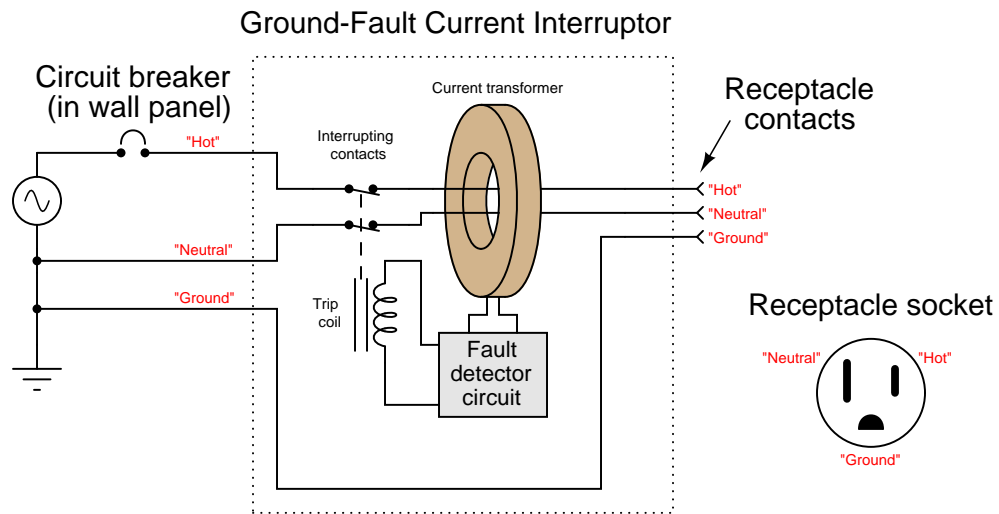 Ground-Fault Current Interruptor
Circuit breaker
(in wall panel)
"Hot"
Interrupting
contacts
Current transformer
Receptacle
contacts
"Hot"
"Neutral"
"Ground"
"Neutral"
"Ground"
Trip
coil
Fault
detector
circuit
Receptacle socket
"Neutral"
"Hot"
"Ground"